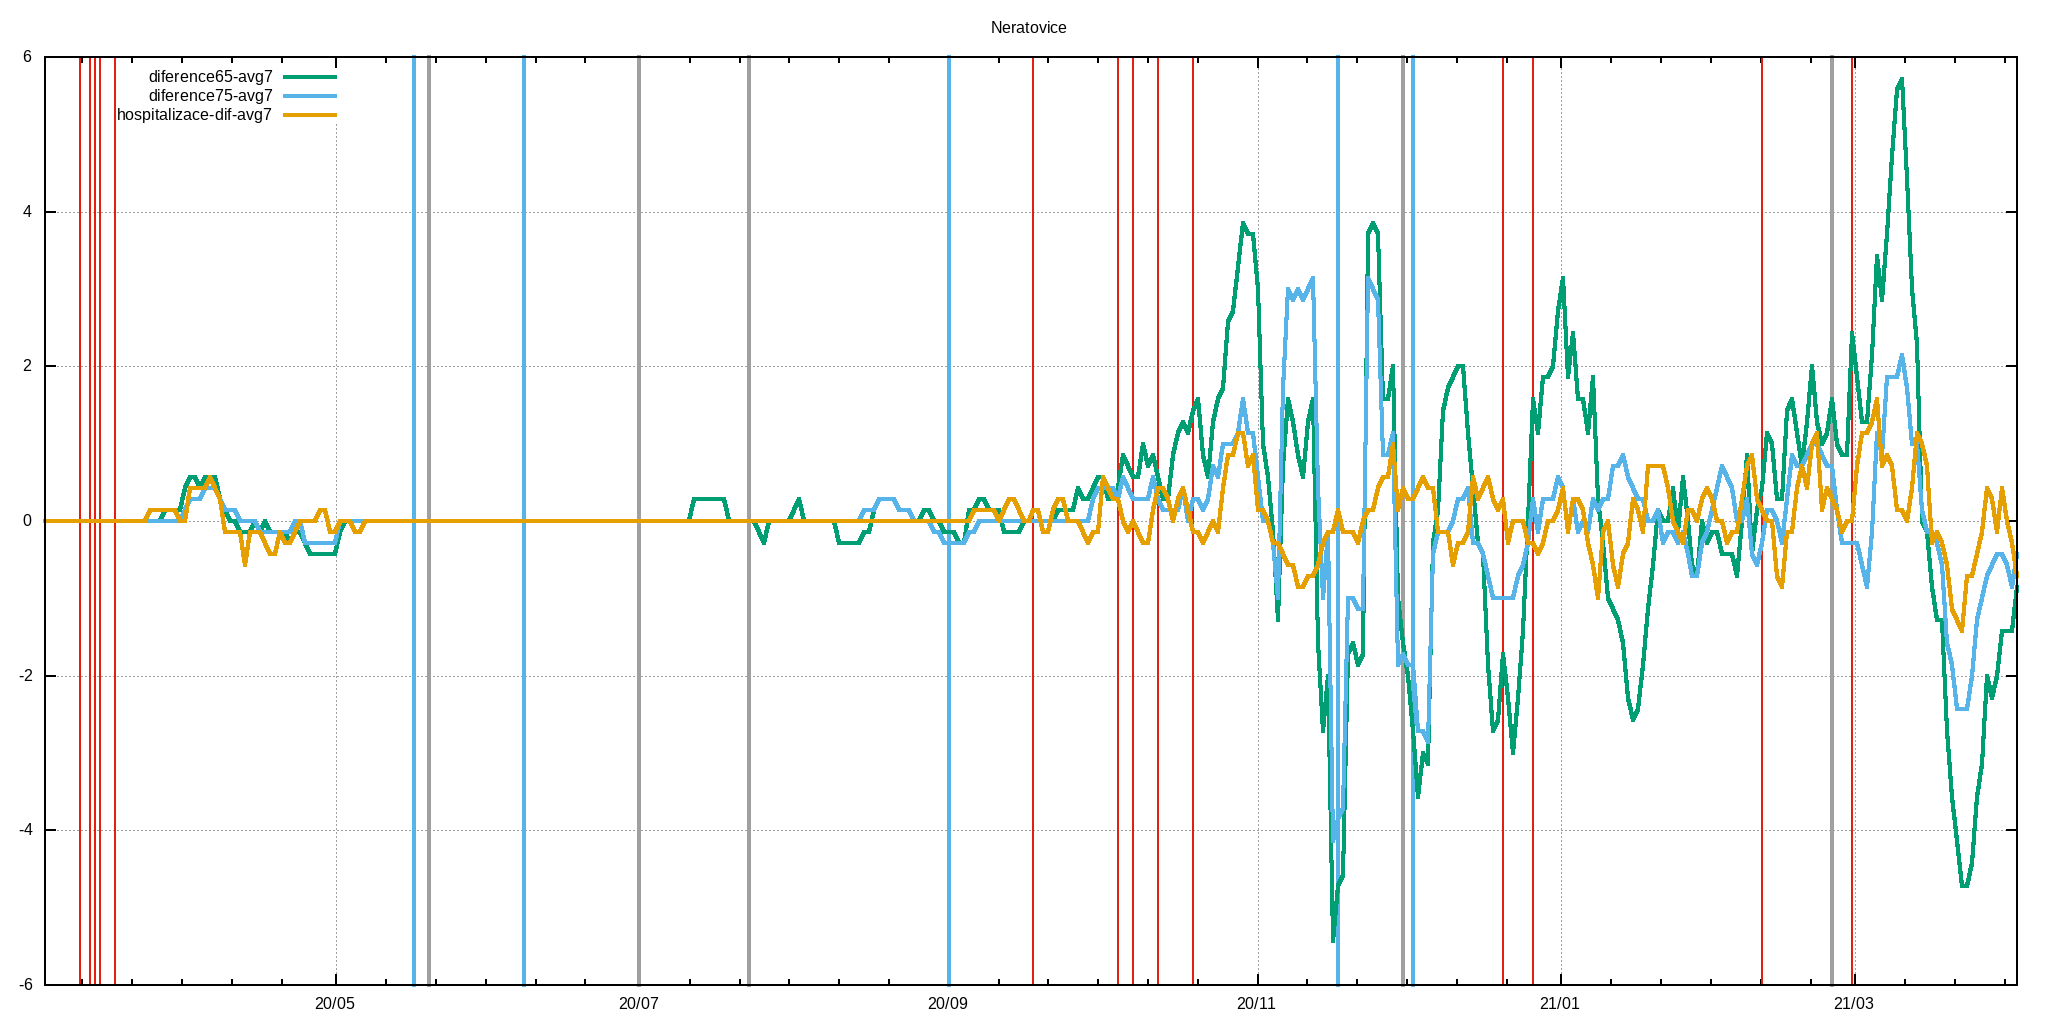 Neratovice
6
diference65-avg7
diference75-avg7
hospitalizace-dif-avg7
4
2
0
-2
-4
-6
20/05 20/07 20/09 20/11 21/01 21/03